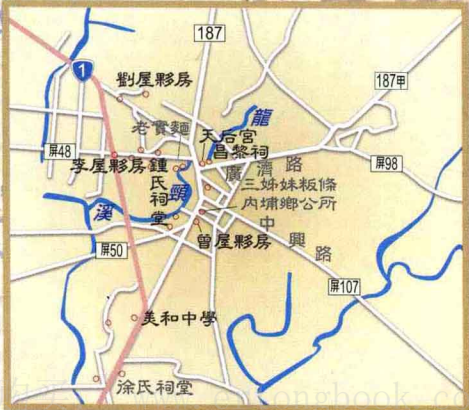 187
1
187甲
劉屋夥房
龍
老實麵
天后宮
昌黎祠
屏48
屏98
李屋夥房
鍾氏祠堂
廣濟路
三姊妹粄條
內埔鄉公所
頸
溪
中興路
曾屋夥房
屏50
屏107
美和中學
徐氏祠堂